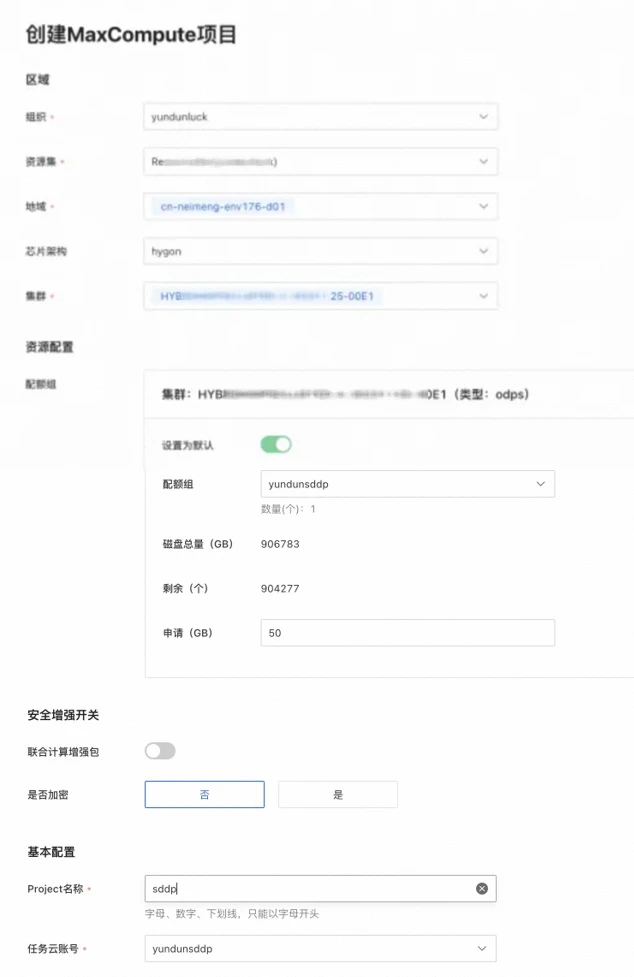 创建MaxCompute项目
区域
组织 *
yundunluck
资源集 *
Re )
地域 *
cn-neimeng-env176-d01
芯片架构
hygon
集群 *
HYB 25-00E1
资源配置
配额组
集群：HYB 0E1（类型：odps）
设置为默认
配额组
yundunsddp
数量(个)：1
磁盘总量（GB） 906783
剩余（个） 904277
申请（GB）
50
安全增强开关
联合计算增强包
是否加密
否
是
基本配置
Project名称 *
sddp
字母、数字、下划线，只能以字母开头
任务云账号 *
yundunsddp